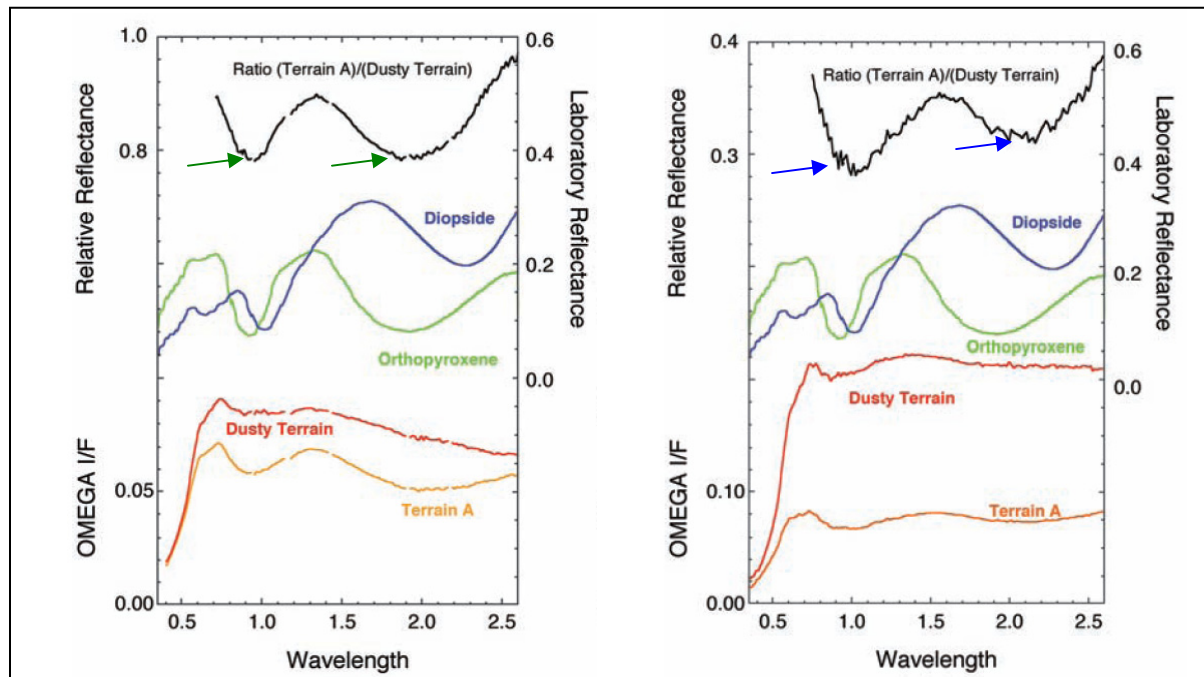 1.0
0.8
0.05
0.00
Relative Reflectance
OMEGA I/F
Ratio (Terrain A)/(Dusty Terrain)
Diopside
Orthopyroxene
Dusty Terrain
Terrain A
0.6
0.4
0.2
0.0
Laboratory Reflectance
0.5 1.0 1.5 2.0 2.5
Wavelength
0.4
0.3
0.10
0.00
Relative Reflectance
OMEGA I/F
Ratio (Terrain A)/(Dusty Terrain)
Diopside
Orthopyroxene
Dusty Terrain
Terrain A
0.6
0.4
0.2
0.0
Laboratory Reflectance
0.5 1.0 1.5 2.0 2.5
Wavelength